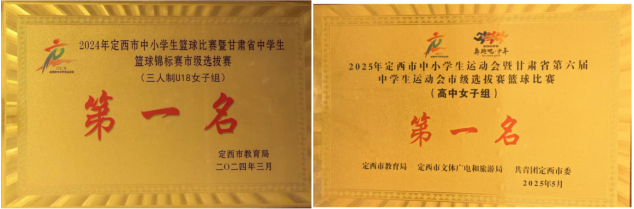 2024年定西市中小学生篮球比赛暨甘肃省中学生
篮球锦标赛市级选拔赛
（三人制U18女子组）
第一名
定西市教育局
二〇二四年三月
奔跑吧·少年
2025年定西市中小学生运动会暨甘肃省第六届
中学生运动会市级选拔赛篮球比赛
（高中女子组）
第一名
定西市教育局 定西市文体广电和旅游局 共青团定西市委
2025年5月